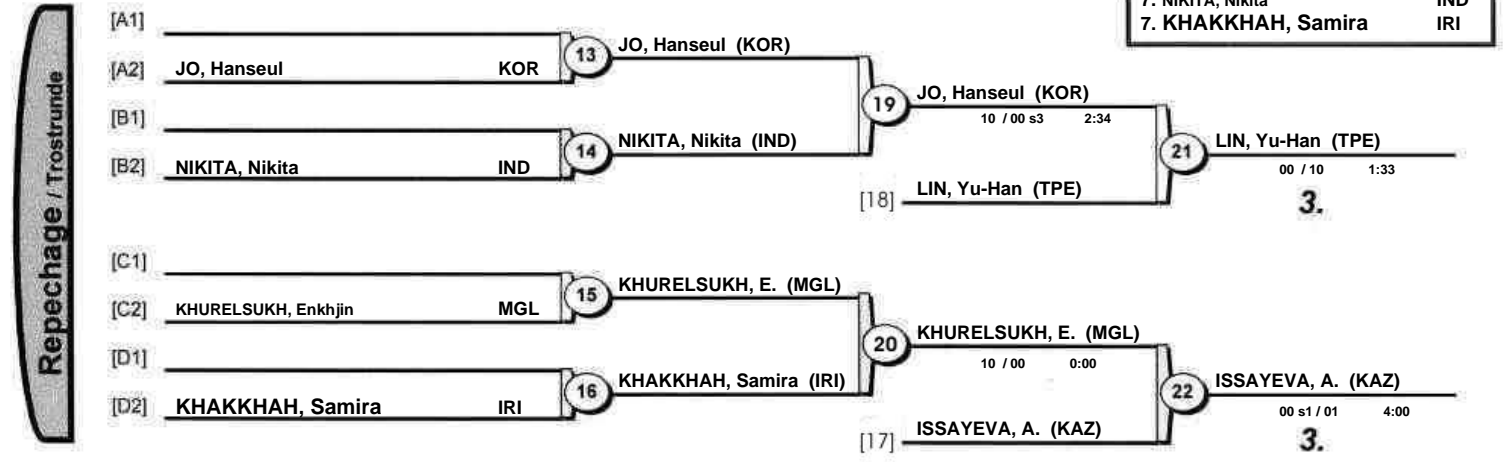 7. NIKITA, Nikita IND
7. KHAKKHAH, Samira IRI
Repechage / Trostrunde
[A1]
[A2] JO, Hanseul KOR
13 JO, Hanseul (KOR)
[B1]
[B2] NIKITA, Nikita IND
14 NIKITA, Nikita (IND)
19 JO, Hanseul (KOR)
10 / 00 s3 2:34
[18] LIN, Yu-Han (TPE)
21 LIN, Yu-Han (TPE)
00 / 10 1:33
3.
[C1]
[C2] KHURELSUKH, Enkhjin MGL
15 KHURELSUKH, E. (MGL)
[D1]
[D2] KHAKKHAH, Samira IRI
16 KHAKKHAH, Samira (IRI)
20 KHURELSUKH, E. (MGL)
10 / 00 0:00
[17] ISSAYEVA, A. (KAZ)
22 ISSAYEVA, A. (KAZ)
00 s1 / 01 4:00
3.